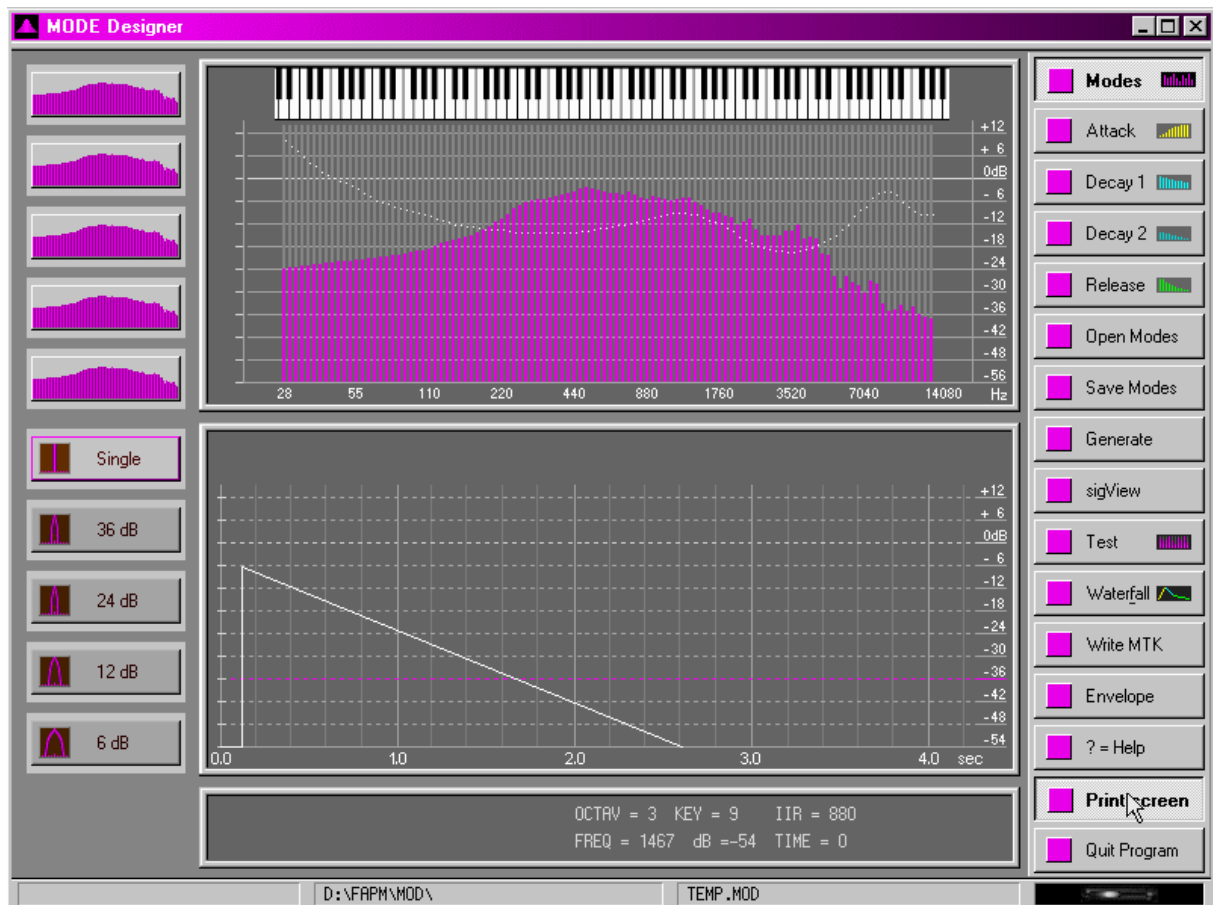 MODE Designer
+12
+ 6
0dB
- 6
-12
-18
-24
-30
-36
-42
-48
-56
28 55 110 220 440 880 1760 3520 7040 14080 Hz
Single
36 dB
24 dB
12 dB
6 dB
+12
+ 6
0dB
- 6
-12
-18
-24
-30
-36
-42
-48
-54
0.0 1.0 2.0 3.0 4.0 sec
OCTAV = 3 KEY = 9 IIR = 880
FREQ = 1467 dB =-54 TIME = 0
Modes
Attack
Decay 1
Decay 2
Release
Open Modes
Save Modes
Generate
sigView
Test
Waterfall
Write MTK
Envelope
? = Help
Print screen
Quit Program
D:\FAPM\MOD\ TEMP.MOD